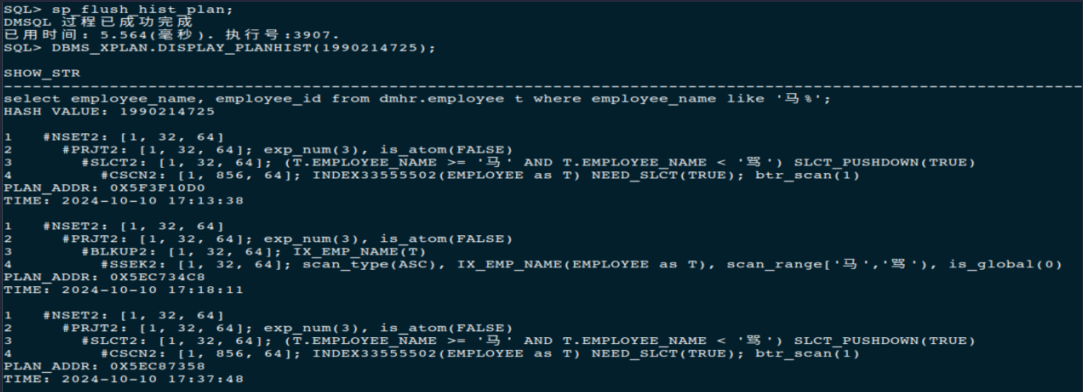 SQL> sp_flush_hist_plan;
DMSQL 过程已成功完成
已用时间: 5.564(毫秒). 执行号:3907.
SQL> DBMS_XPLAN.DISPLAY_PLANHIST(1990214725);
SHOW_STR
--------------------------------------------------------------------------------
select employee_name, employee_id from dmhr.employee t where employee_name like '马%';
HASH VALUE: 1990214725
1   #NSET2: [1, 32, 64]
2     #PRJT2: [1, 32, 64]; exp_num(3), is_atom(FALSE)
3       #SLCT2: [1, 32, 64]; (T.EMPLOYEE_NAME >= '马' AND T.EMPLOYEE_NAME < '骂') SLCT_PUSHDOWN(TRUE)
4         #CSCN2: [1, 856, 64]; INDEX33555502(EMPLOYEE as T) NEED_SLCT(TRUE); btr_scan(1)
PLAN_ADDR: 0X5F3F10D0
TIME: 2024-10-10 17:13:38
1   #NSET2: [1, 32, 64]
2     #PRJT2: [1, 32, 64]; exp_num(3), is_atom(FALSE)
3       #BLKUP2: [1, 32, 64]; IX_EMP_NAME(T)
4         #SSEK2: [1, 32, 64]; scan_type(ASC), IX_EMP_NAME(EMPLOYEE as T), scan_range['马','骂'), is_global(0)
PLAN_ADDR: 0X5EC734C8
TIME: 2024-10-10 17:18:11
1   #NSET2: [1, 32, 64]
2     #PRJT2: [1, 32, 64]; exp_num(3), is_atom(FALSE)
3       #SLCT2: [1, 32, 64]; (T.EMPLOYEE_NAME >= '马' AND T.EMPLOYEE_NAME < '骂') SLCT_PUSHDOWN(TRUE)
4         #CSCN2: [1, 856, 64]; INDEX33555502(EMPLOYEE as T) NEED_SLCT(TRUE); btr_scan(1)
PLAN_ADDR: 0X5EC87358
TIME: 2024-10-10 17:37:48